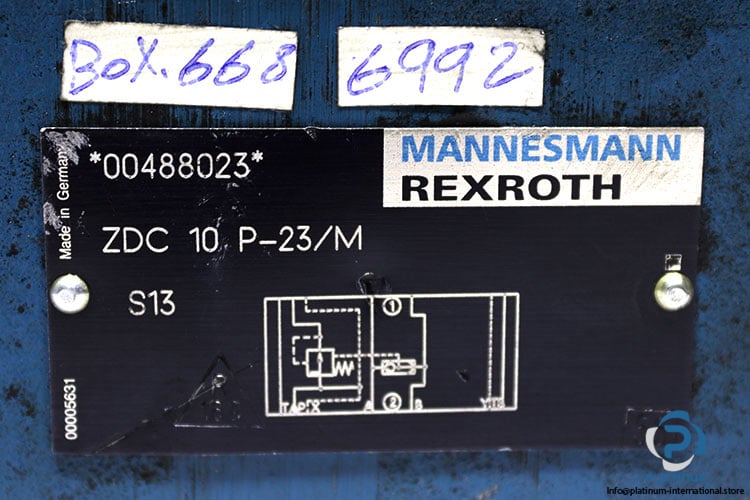 BOX.668
6992
*00488023*
MANNESMANN
REXROTH
Made in Germany
ZDC 10 P-23/M
S13
1
2
A
B
00005631
Info@platinum-international.store